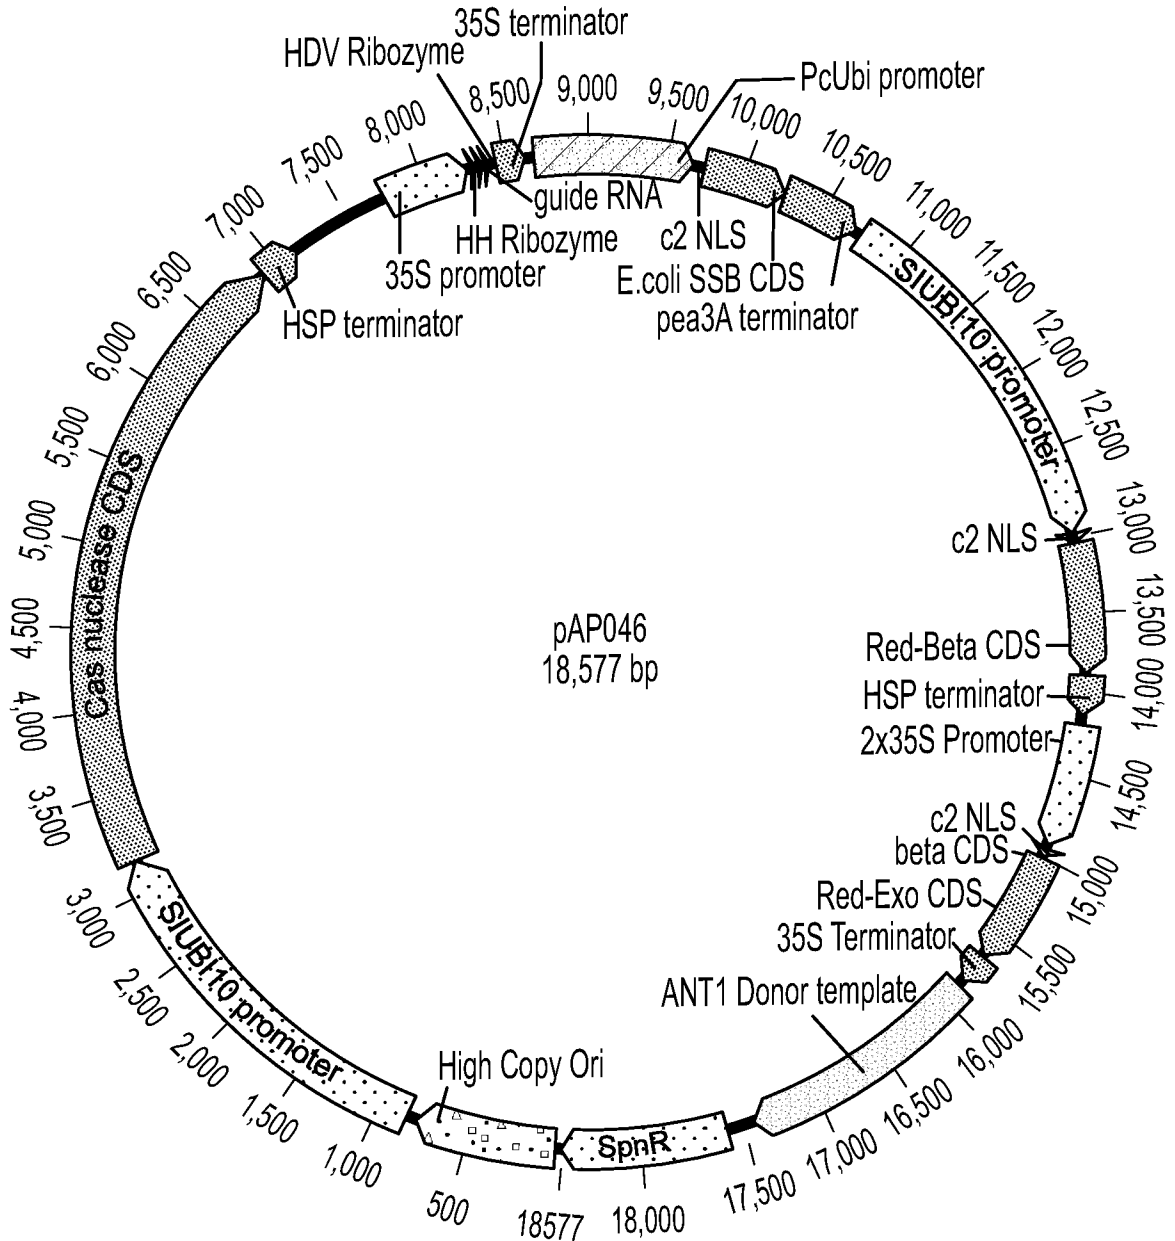 35S terminator
HDV Ribozyme
PcUbi promoter
8,000
8,500
9,000
9,500
10,000
10,500
7,500
7,000
guide RNA
HH Ribozyme
c2 NLS
35S promoter
E.coli SSB CDS
HSP terminator
pea3A terminator
11,000
11,500
12,000
12,500
13,000
SlUBI10 promoter
6,500
6,000
5,500
5,000
4,500
4,000
3,500
Cas nuclease CDS
c2 NLS
13,500
pAP046
18,577 bp
Red-Beta CDS
HSP terminator
14,000
2x35S Promoter
14,500
c2 NLS
beta CDS
15,000
Red-Exo CDS
35S Terminator
15,500
ANT1 Donor template
16,000
16,500
17,000
17,500
3,000
2,500
2,000
1,500
1,000
SlUBI10 promoter
High Copy Ori
SpnR
500
18577
18,000